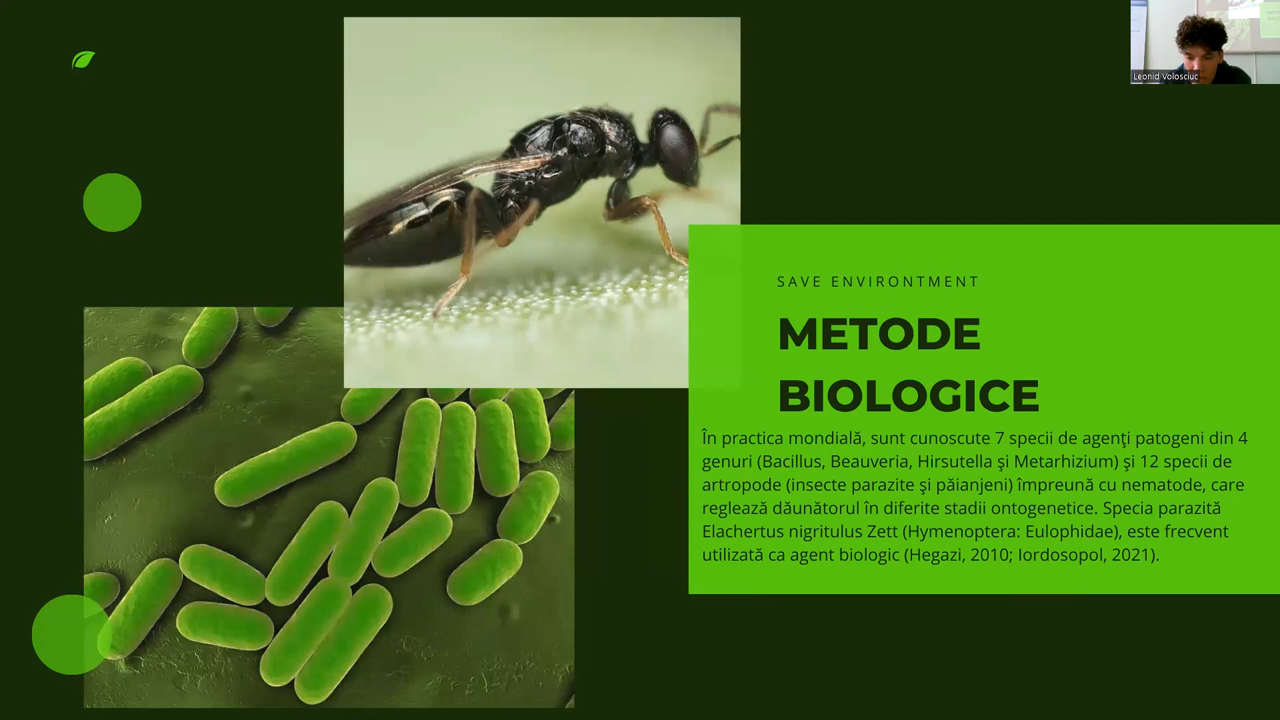 Leonid Volosciuc
SAVE ENVIRONTMENT
METODE
BIOLOGICE
În practica mondială, sunt cunoscute 7 specii de agenţi patogeni din 4
genuri (Bacillus, Beauveria, Hirsutella şi Metarhizium) şi 12 specii de
artropode (insecte parazite şi păianjeni) împreună cu nematode, care
reglează dăunătorul în diferite stadii ontogenetice. Specia parazită
Elachertus nigritulus Zett (Hymenoptera: Eulophidae), este frecvent
utilizată ca agent biologic (Hegazi, 2010; Iordosopol, 2021).